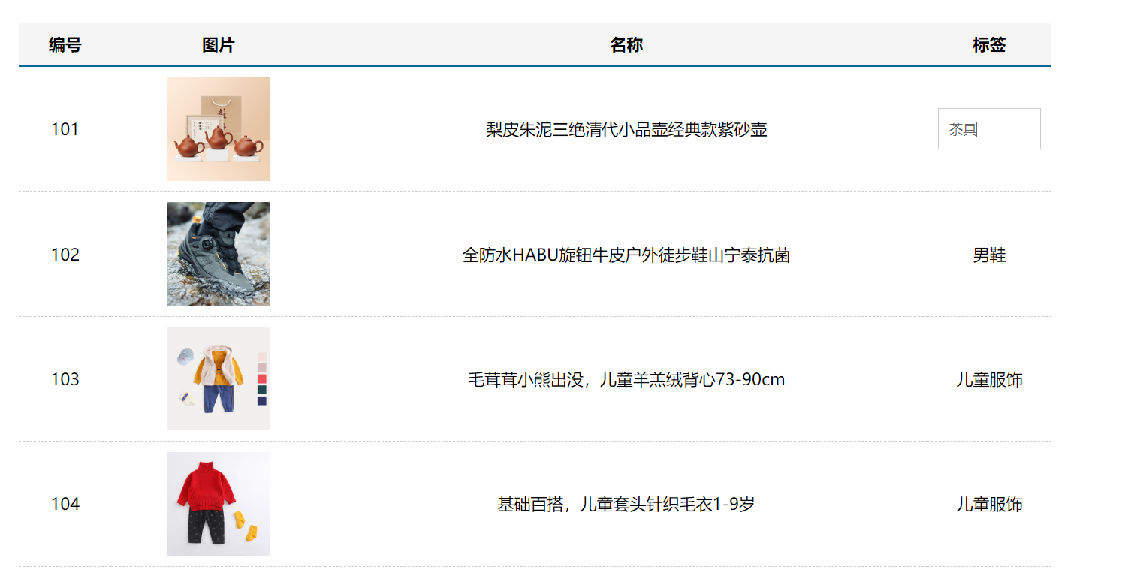 编号 图片 名称 标签
101 梨皮朱泥三绝清代小品壶经典款紫砂壶 茶具
102 全防水HABU旋钮牛皮户外徒步鞋山宁泰抗菌 男鞋
103 毛茸茸小熊出没，儿童羊羔绒背心73-90cm 儿童服饰
104 基础百搭，儿童套头针织毛衣1-9岁 儿童服饰